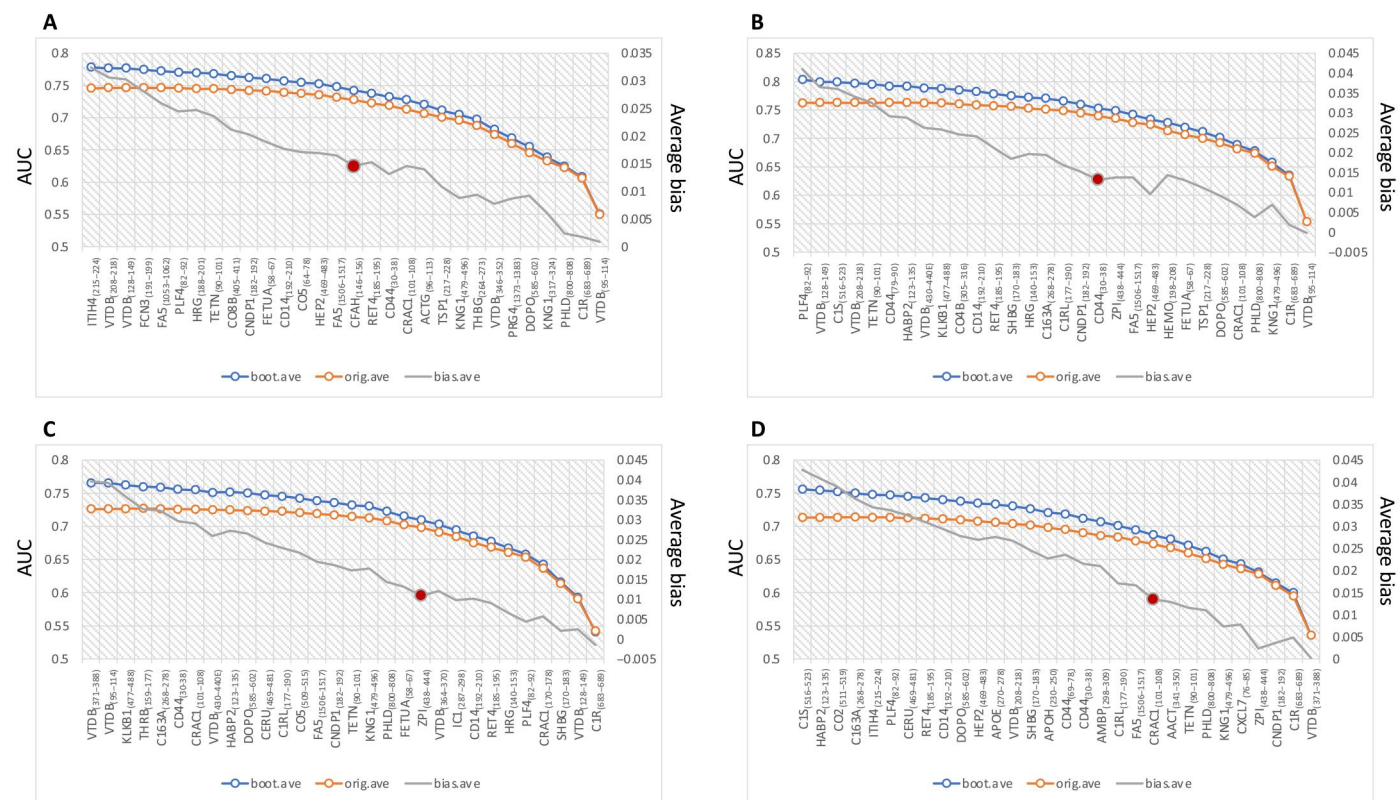 A
0.8
0.75
0.7
0.65
0.6
0.55
0.5
AUC
0.035
0.03
0.025
0.02
0.015
0.01
0.005
0
Average bias
ITIH4(215–224)
VTDB(208-218)
VTDB(128–149)
FCN3(191–199)
FA5(1053–1062)
PLF4(82–92)
HRG(188-201)
TETN(90–101)
CO8B(405–411)
CNDP1(182–192)
FETUA(58–67)
CD14(192–210)
CO5(64–78)
HEP2(469–483)
FA5(1506–1517)
CFAH(146–156)
RET4(185–195)
CD44(30-38)
CRAC1(101–108)
ACTG(96–113)
TSP1(217–228)
KNG1(479–496)
THBG(264–273)
VTDB(346–352)
PRG4(1373–1383)
DOPO(585–602)
KNG1(317–324)
PHLD(800–808)
C1R(683–689)
VTDB(95–114)
boot.ave
orig.ave
bias.ave
B
0.85
0.8
0.75
0.7
0.65
0.6
0.55
0.5
AUC
0.045
0.04
0.035
0.03
0.025
0.02
0.015
0.01
0.005
0
–0.005
Average bias
PLF4(82–92)
VTDB(128–149)
C1S(516–523)
VTDB(208–218)
TETN(90–101)
CD44(79–90)
HABP2(123–135)
VTDB(430–440E)
KLKB1(477–488)
CO4B(305–316)
CD14(192–210)
RET4(185–195)
SHBG(170–183)
HRG(140–153)
C163A(268–278)
C1RL(177–190)
CNDP1(182–192)
CD44(30–38)
ZPI(438–444)
FA5(1506–1517)
HEP2(469–483)
HEMO(198–208)
FETUA(58–67)
TSP1(217–228)
DOPO(585–602)
CRAC1(101–108)
PHLD(800–808)
KNG1(479–496)
C1R(683–689)
VTDB(95–114)
boot.ave
orig.ave
bias.ave
C
0.8
0.75
0.7
0.65
0.6
0.55
0.5
AUC
0.045
0.04
0.035
0.03
0.025
0.02
0.015
0.01
0.005
0
–0.005
Average bias
VTDB(371–388)
VTDB(95–114)
KLKB1(477–488)
THRB(159–177)
C163A(268–278)
CD44(30-38)
CRAC1(101–108)
VTDB(430–440E)
HABP2(123–135)
DOPO(585–602)
CERU(469–481)
C1RL(177–190)
CO5(509–515)
FA5(1506–1517)
CNDP1(182–192)
TETN(90–101)
KNG1(479–496)
PHLD(800–808)
FETUA(58–67)
ZPI(438–444)
VTDB(364–370)
IC1(287–298)
CD14(192–210)
RET4(185–195)
HRG(140–153)
PLF4(82–92)
CRAC1(170–178)
SHBG(170–183)
VTDB(128–149)
C1R(683–689)
boot.ave
orig.ave
bias.ave
D
0.8
0.75
0.7
0.65
0.6
0.55
0.5
AUC
0.045
0.04
0.035
0.03
0.025
0.02
0.015
0.01
0.005
0
Average bias
C1S(516–523)
HABP2(123–135)
CO2(511–519)
C163A(268–278)
ITIH4(215–224)
PLF4(82–92)
CERU(469–481)
RET4(185–195)
CD14(192–210)
DOPO(585–602)
HEP2(469–483)
APOE(270–278)
VTDB(208–218)
SHBG(170–183)
APOH(230–250)
CD44(69–78)
CD44(30–38)
AMBP(298–309)
C1RL(177–190)
FA5(1506–1517)
CRAC1(101–108)
AACT(341–350)
TETN(90–101)
PHLD(800–808)
KNG1(479–496)
CXCL7(76–85)
ZPI(438–444)
CNDP1(182–192)
C1R(683–689)
VTDB(371–388)
boot.ave
orig.ave
bias.ave